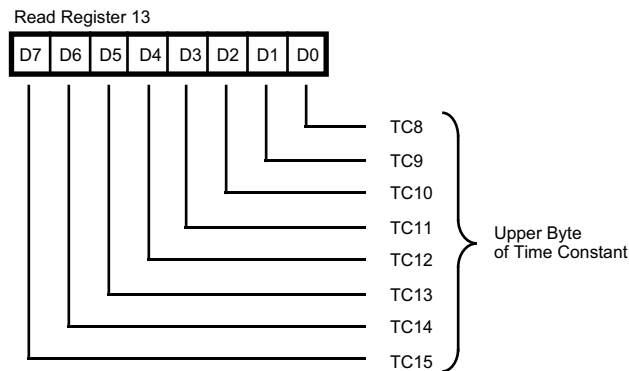 Read Register 13
D7 D6 D5 D4 D3 D2 D1 D0
TC8
TC9
TC10
TC11
TC12
TC13
TC14
TC15
Upper Byte
of Time Constant